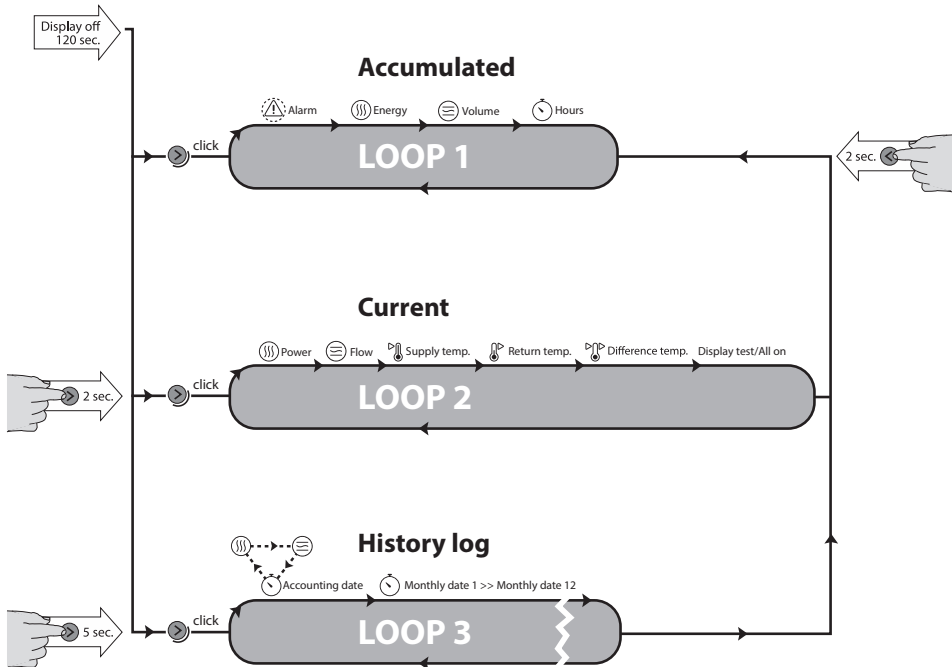 Display off
120 sec.
Accumulated
Alarm
Energy
Volume
Hours
click
LOOP 1
2 sec.
Current
Power
Flow
Supply temp.
Return temp.
Difference temp.
Display test/All on
2 sec.
click
LOOP 2
History log
Accounting date
Monthly date 1 >> Monthly date 12
5 sec.
click
LOOP 3